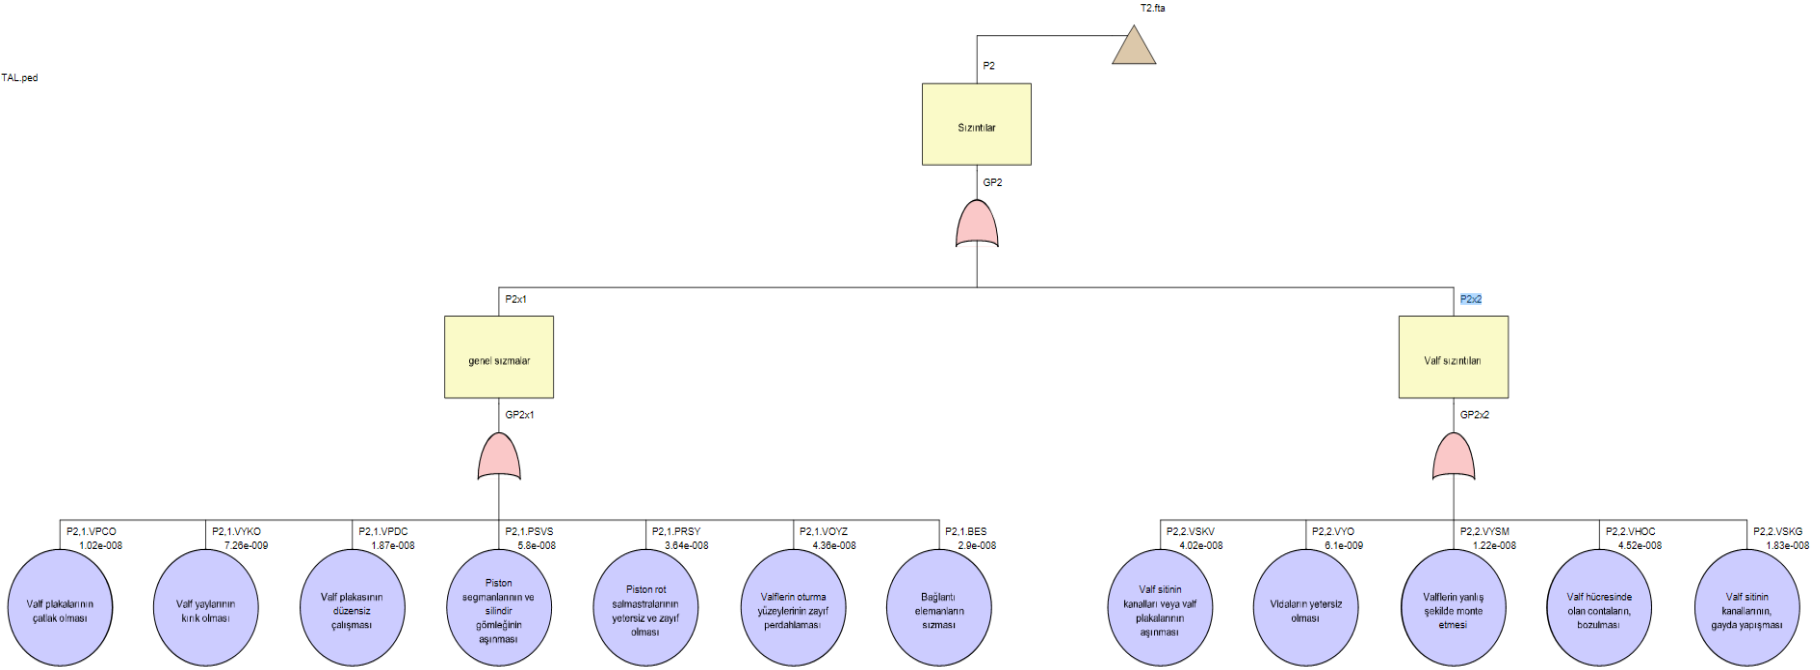 T2.fta
P2
TAL.ped
Sızıntılar
GP2
P2x1
P2x2
genel sızmalar
Valf sızıntıları
GP2x1
GP2x2
P2,1.VPCO
1.02e-008
P2,1.VYKO
7.26e-009
P2,1.VPDC
1.87e-008
P2,1.PSVS
5.8e-008
P2,1.PRSY
3.64e-008
P2,1.VOYZ
4.36e-008
P2,1.BES
2.9e-008
P2,2.VSKV
4.02e-008
P2,2.VYO
6.1e-009
P2,2.VYSM
1.22e-008
P2,2.VHOC
4.52e-008
P2,2.VSKG
1.83e-008
Valf plakalarının
çatlak olması
Valf yaylarının
kırık olması
Valf plakasının
düzensiz
çalışması
Piston
segmanlarının ve
silindir
gömleğinin
aşınması
Piston rot
salmastralarının
yetersiz ve zayıf
olması
Valflerin oturma
yüzeylerinin zayıf
perdahlaması
Bağlantı
elemanların
sızması
Valf sitinin
kanalları veya valf
plakalarının
aşınması
Vidaların yetersiz
olması
Valflerin yanlış
şekilde monte
etmesi
Valf hücresinde
olan contaların,
bozulması
Valf sitinin
kanallarının,
gayda yapışması